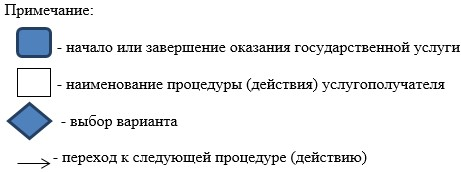 Примечание:
- начало или завершение оказания государственной услуги
- наименование процедуры (действия) услугополучателя
- выбор варианта
- переход к следующей процедуре (действию)